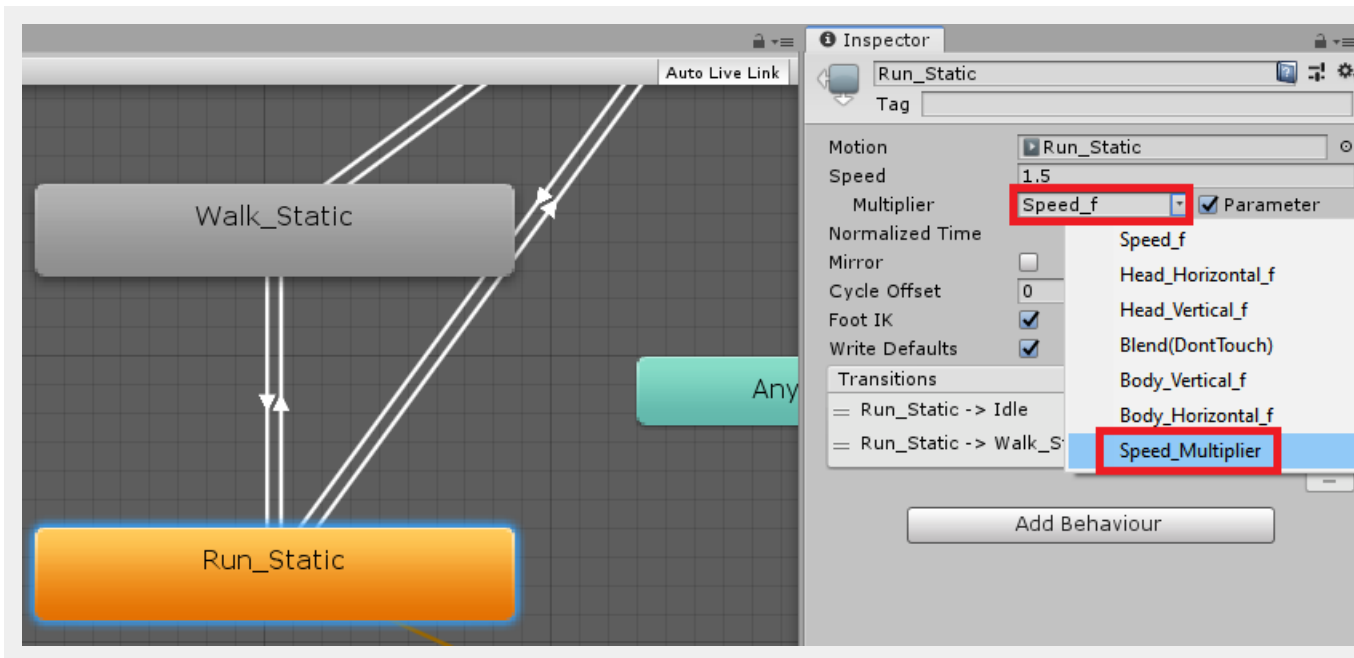 Inspector
Auto Live Link
Run_Static
Tag
Motion Run_Static
Speed 1.5
Multiplier Speed_f Parameter
Normalized Time
Mirror
Cycle Offset 0
Foot IK
Write Defaults
Transitions
Run_Static -> Idle
Run_Static -> Walk_S
Speed_f
Head_Horizontal_f
Head_Vertical_f
Blend(DontTouch)
Body_Vertical_f
Body_Horizontal_f
Speed_Multiplier
Add Behaviour
Walk_Static
Any
Run_Static